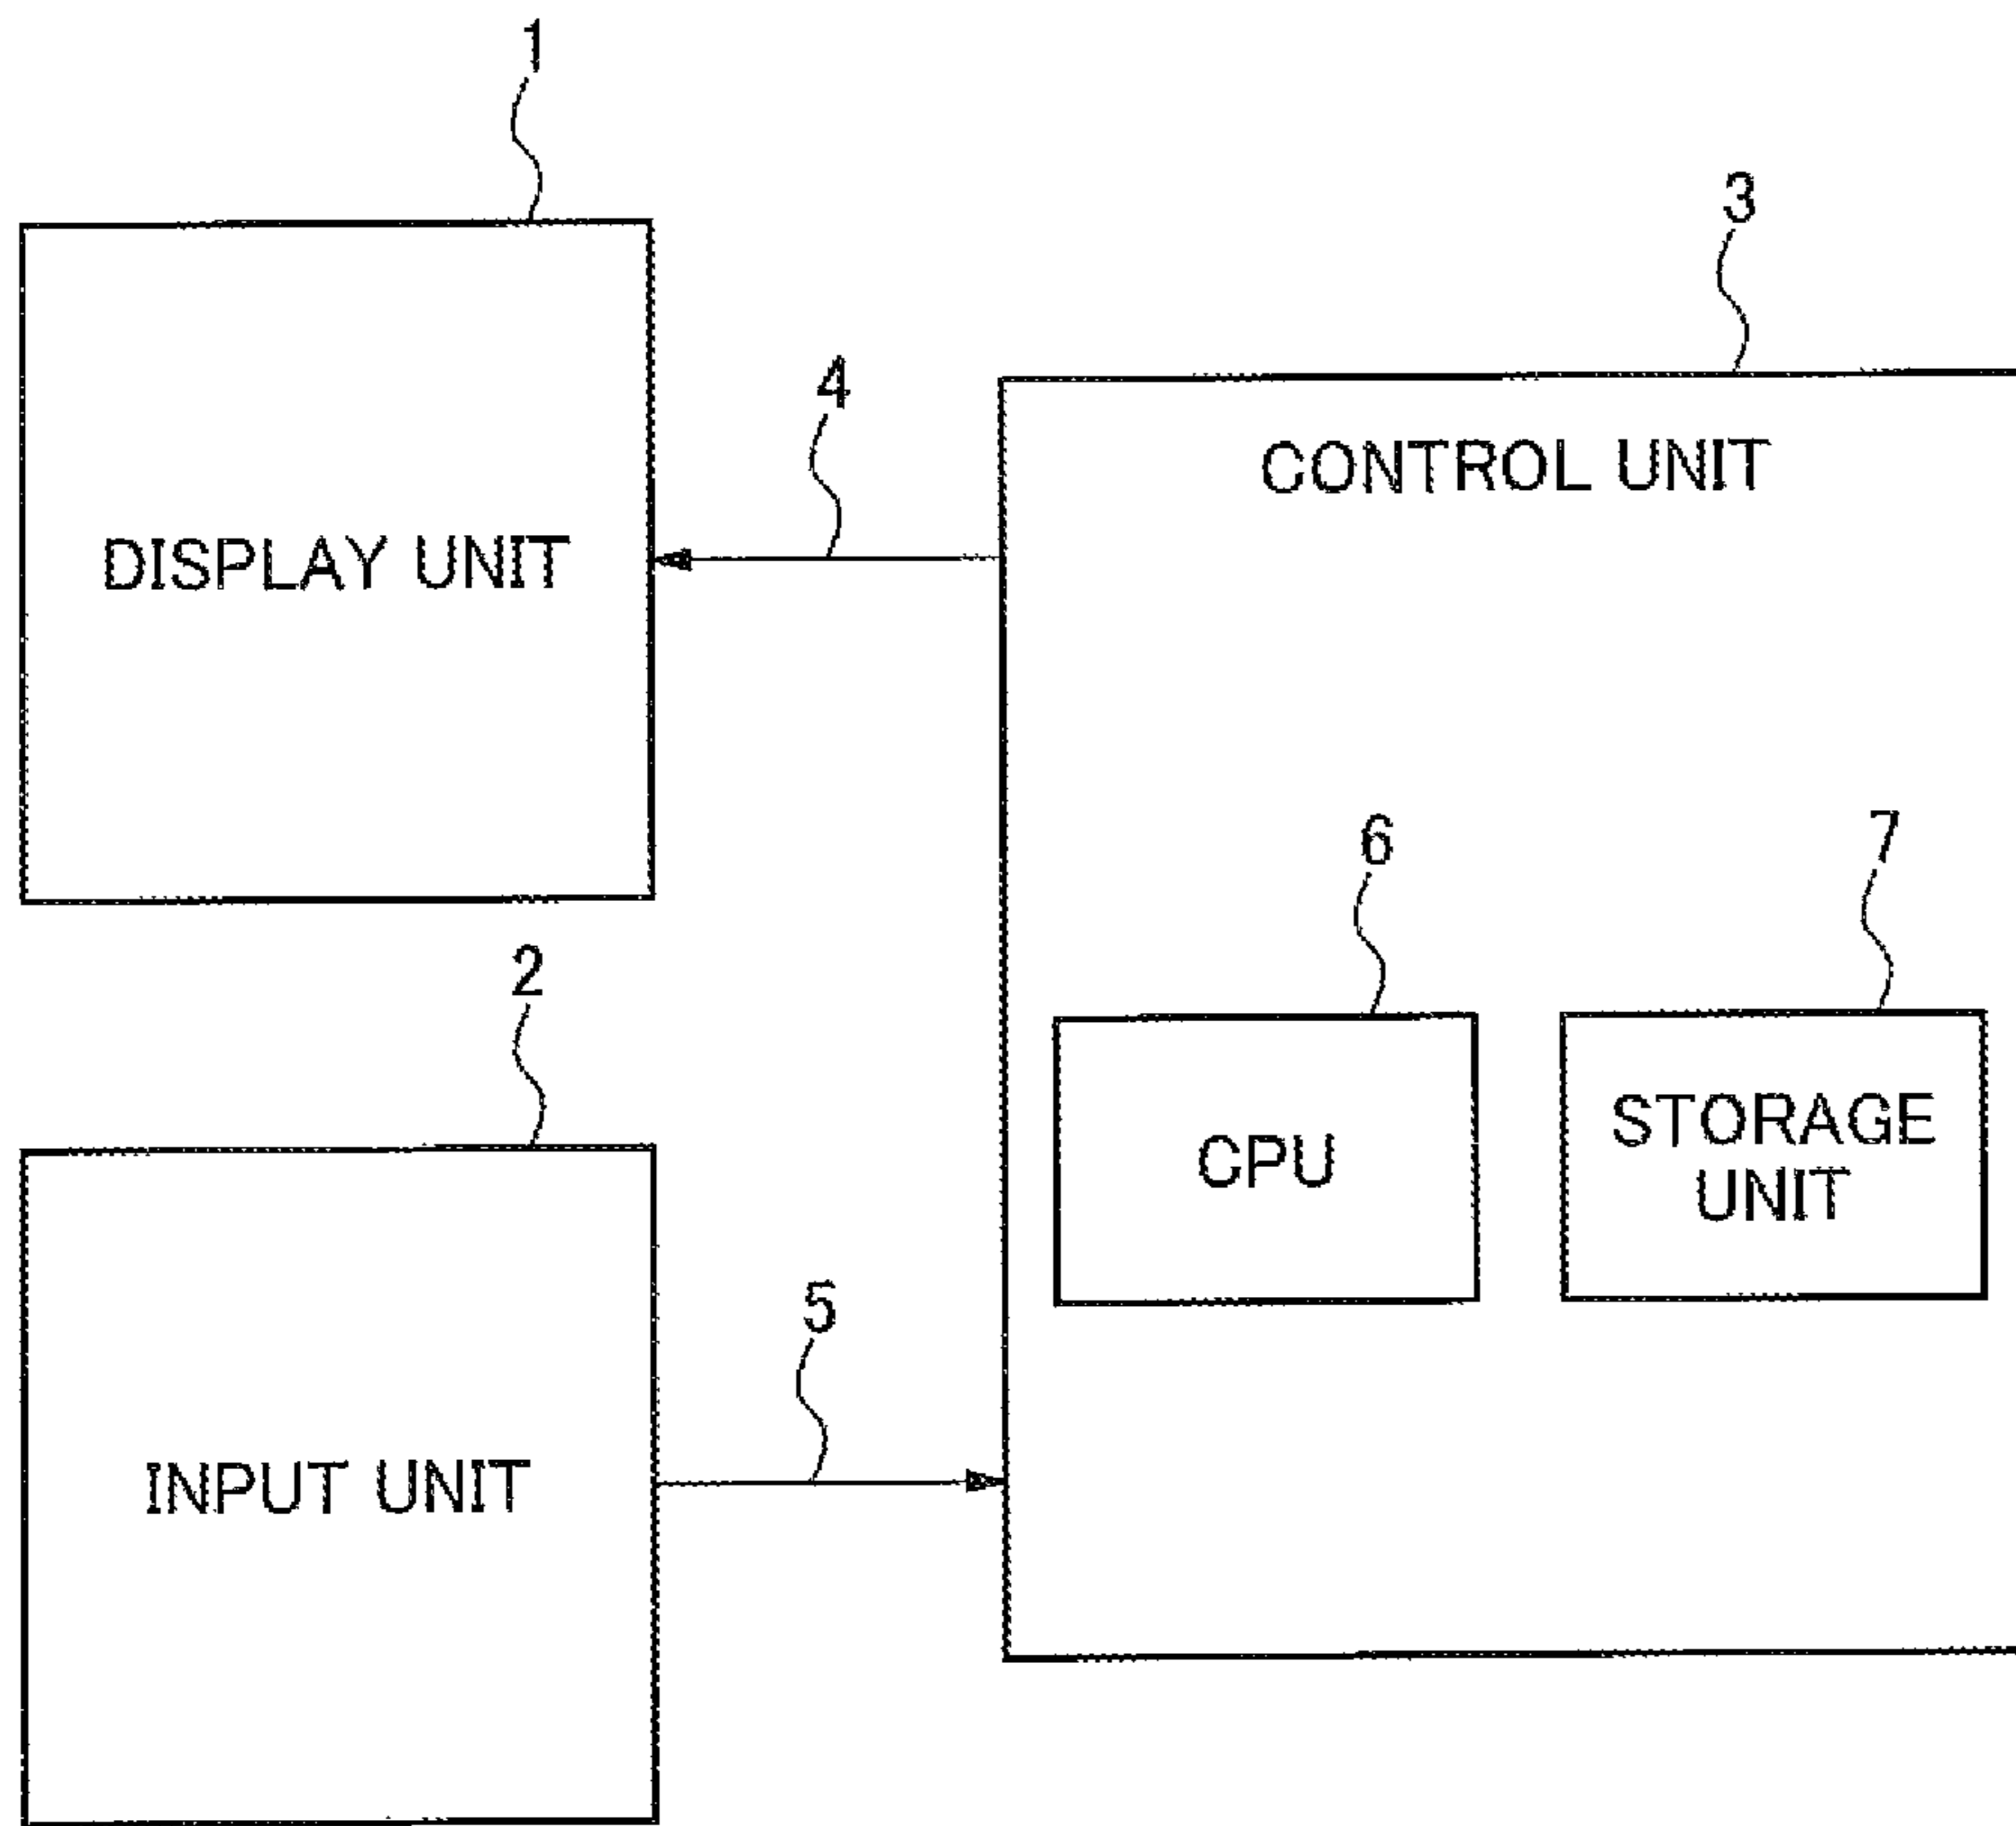 1
3
4
CONTROL UNIT
DISPLAY UNIT
6
7
2
CPU
STORAGE
UNIT
5
INPUT UNIT